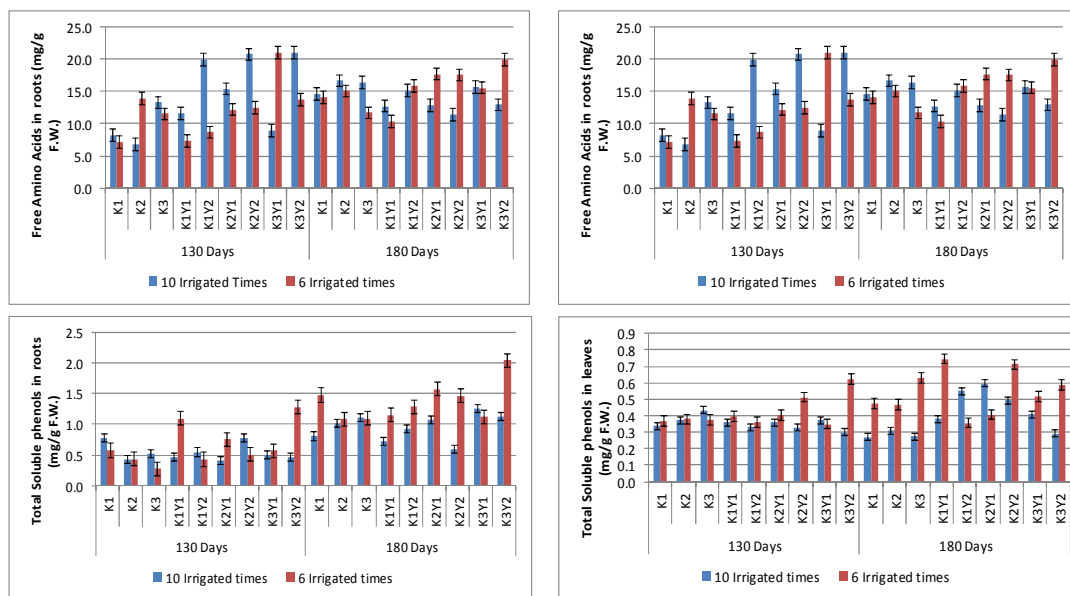 Free Amino Acids in roots (mg/g
F.W.)
25.0
20.0
15.0
10.0
5.0
0.0
K1 K2 K3 K1Y1 K1Y2 K2Y1 K2Y2 K3Y1 K3Y2 K1 K2 K3 K1Y1 K1Y2 K2Y1 K2Y2 K3Y1 K3Y2
130 Days 180 Days
10 Irrigated Times 6 Irrigated times
Free Amino Acids in roots (mg/g
F.W.)
25.0
20.0
15.0
10.0
5.0
0.0
K1 K2 K3 K1Y1 K1Y2 K2Y1 K2Y2 K3Y1 K3Y2 K1 K2 K3 K1Y1 K1Y2 K2Y1 K2Y2 K3Y1 K3Y2
130 Days 180 Days
10 Irrigated Times 6 Irrigated times
Total Soluble phenols in roots
(mg/g F.W.)
2.5
2.0
1.5
1.0
0.5
0.0
K1 K2 K3 K1Y1 K1Y2 K2Y1 K2Y2 K3Y1 K3Y2 K1 K2 K3 K1Y1 K1Y2 K2Y1 K2Y2 K3Y1 K3Y2
130 Days 180 Days
10 Irrigated times 6 Irrigated times
Total Soluble phenols in leaves
(mg/g F.W.)
0.9
0.8
0.7
0.6
0.5
0.4
0.3
0.2
0.1
0.0
K1 K2 K3 K1Y1 K1Y2 K2Y1 K2Y2 K3Y1 K3Y2 K1 K2 K3 K1Y1 K1Y2 K2Y1 K2Y2 K3Y1 K3Y2
130 Days 180 Days
10 Irrigated times 6 Irrigated times